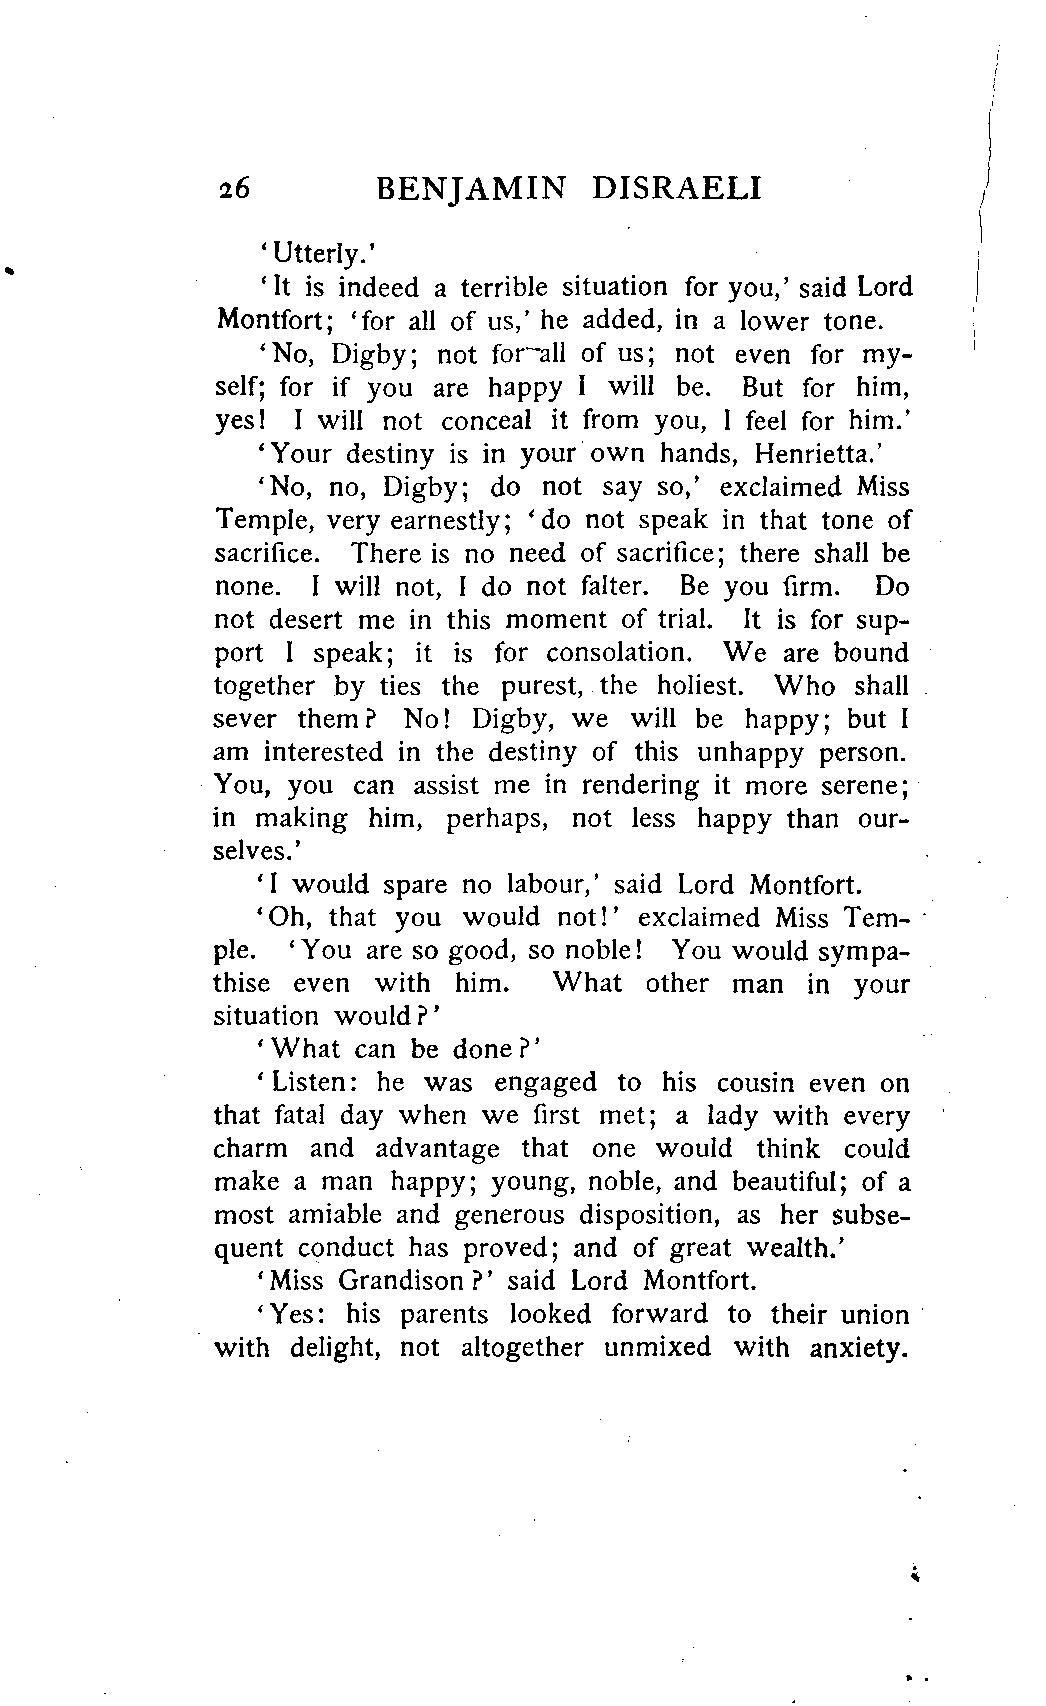 26 BENJAMIN DISRAELI
‘Utterly.’
‘It is indeed a terrible situation for you,’ said Lord
Montfort; ‘for all of us,’ he added, in a lower tone.
‘No, Digby; not for all of us; not even for my-
self; for if you are happy I will be. But for him,
yes! I will not conceal it from you, I feel for him.’
‘Your destiny is in your own hands, Henrietta.’
‘No, no, Digby; do not say so,’ exclaimed Miss
Temple, very earnestly; ‘do not speak in that tone of
sacrifice. There is no need of sacrifice; there shall be
none. I will not, I do not falter. Be you firm. Do
not desert me in this moment of trial. It is for sup-
port I speak; it is for consolation. We are bound
together by ties the purest, the holiest. Who shall
sever them? No! Digby, we will be happy; but I
am interested in the destiny of this unhappy person.
You, you can assist me in rendering it more serene;
in making him, perhaps, not less happy than our-
selves.’
‘I would spare no labour,’ said Lord Montfort.
‘Oh, that you would not!’ exclaimed Miss Tem-
ple. ‘You are so good, so noble! You would sympa-
thise even with him. What other man in your
situation would?’
‘What can be done?’
‘Listen: he was engaged to his cousin even on
that fatal day when we first met; a lady with every
charm and advantage that one would think could
make a man happy; young, noble, and beautiful; of a
most amiable and generous disposition, as her subse-
quent conduct has proved; and of great wealth.’
‘Miss Grandison?’ said Lord Montfort.
‘Yes: his parents looked forward to their union
with delight, not altogether unmixed with anxiety.